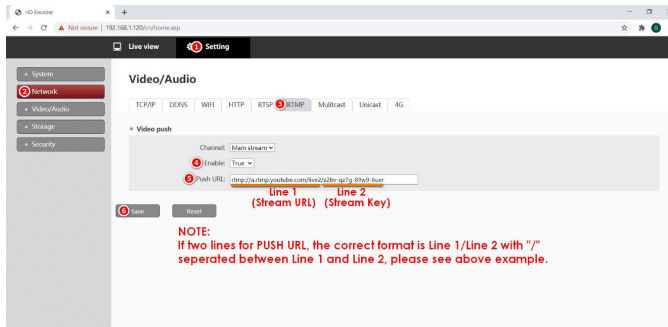 HD Encoder
Not secure | 192.168.1.120/cn/home.asp
Live view 1 Setting
System
2 Network
Video/Audio
Storage
Security
Video/Audio
TCP/IP DDNS WIFI HTTP RTSP 3 RTMP Mulitcast Unicast 4G
Video push
Channel: Main stream
4 Enable: True
5 Push URL: rtmp://a.rtmp.youtube.com/live2/z2bv-qz7g-89w9-6uer
Line 1 Line 2
(Stream URL) (Stream Key)
6 Save Reset
NOTE:
If two lines for PUSH URL, the correct format is Line 1/Line 2 with "/"
seperated between Line 1 and Line 2, please see above example.